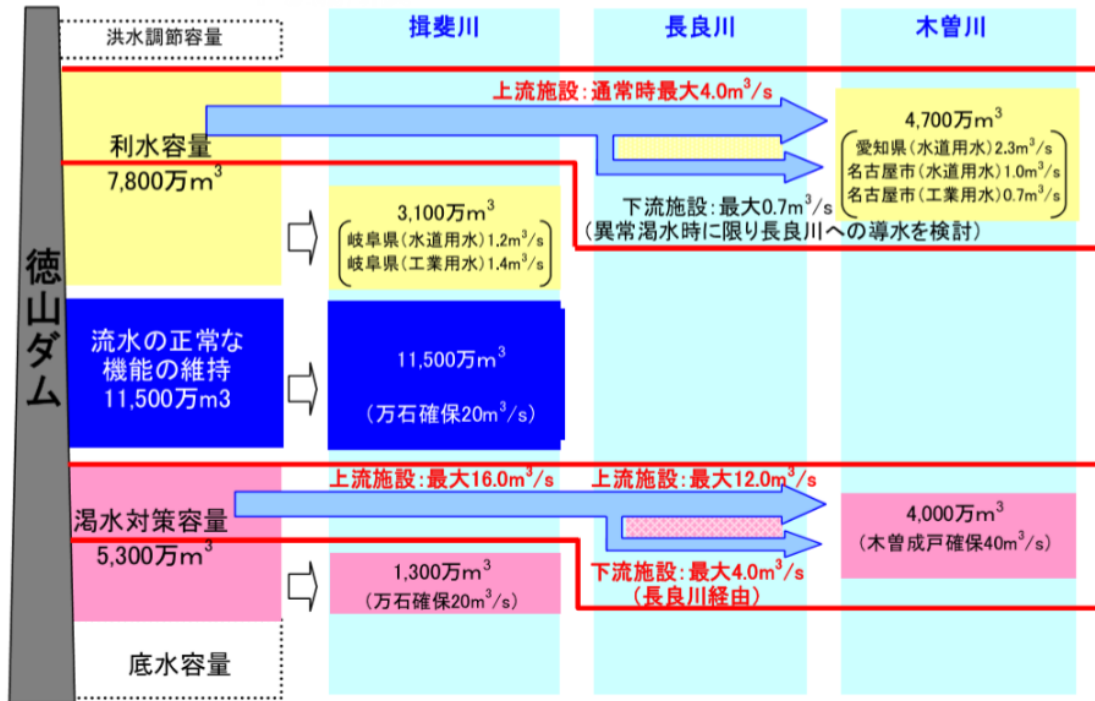 徳山ダム
洪水調節容量
揖斐川
長良川
木曽川
上流施設:通常時最大4.0m³/s
利水容量
7,800万m³
4,700万m³
愛知県(水道用水)2.3m³/s
名古屋市(水道用水)1.0m³/s
名古屋市(工業用水)0.7m³/s
下流施設:最大0.7m³/s
(異常渇水時に限り長良川への導水を検討)
3,100万m³
岐阜県(水道用水)1.2m³/s
岐阜県(工業用水)1.4m³/s
流水の正常な
機能の維持
11,500万m3
11,500万m³
(万石確保20m³/s)
上流施設:最大16.0m³/s
上流施設:最大12.0m³/s
渇水対策容量
5,300万m³
4,000万m³
(木曽成戸確保40m³/s)
下流施設:最大4.0m³/s
(長良川経由)
1,300万m³
(万石確保20m³/s)
底水容量